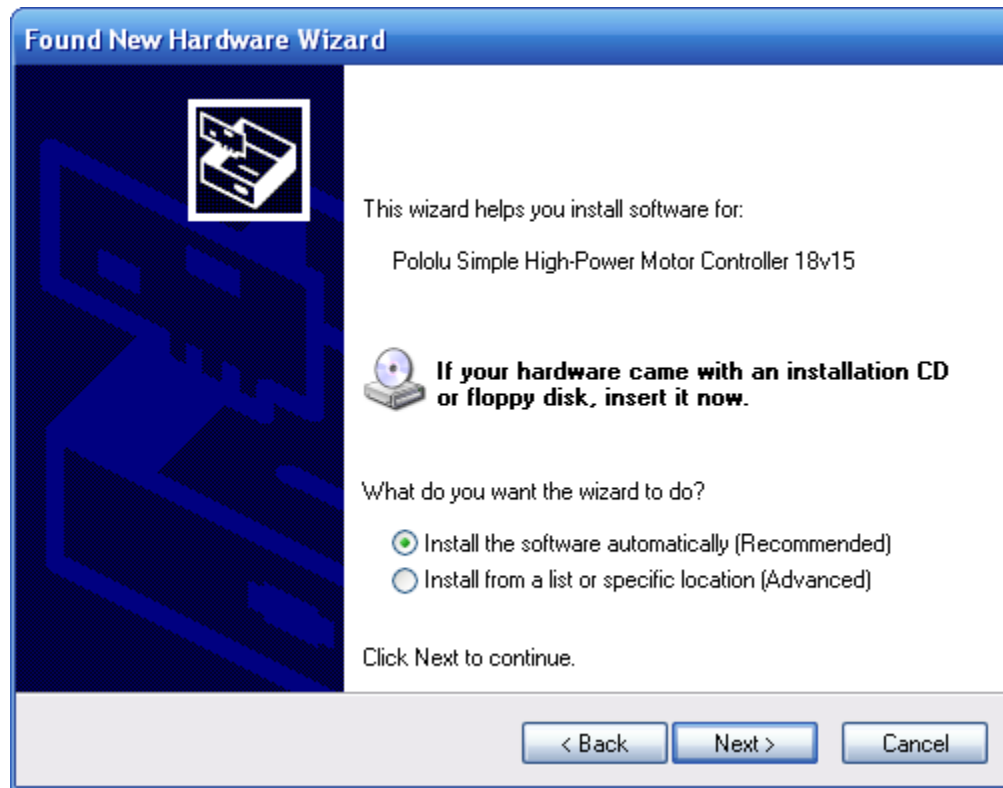 Found New Hardware Wizard
This wizard helps you install software for:
Pololu Simple High-Power Motor Controller 18v15
If your hardware came with an installation CD
or floppy disk, insert it now.
What do you want the wizard to do?
Install the software automatically (Recommended)
Install from a list or specific location (Advanced)
Click Next to continue.
< Back
Next >
Cancel